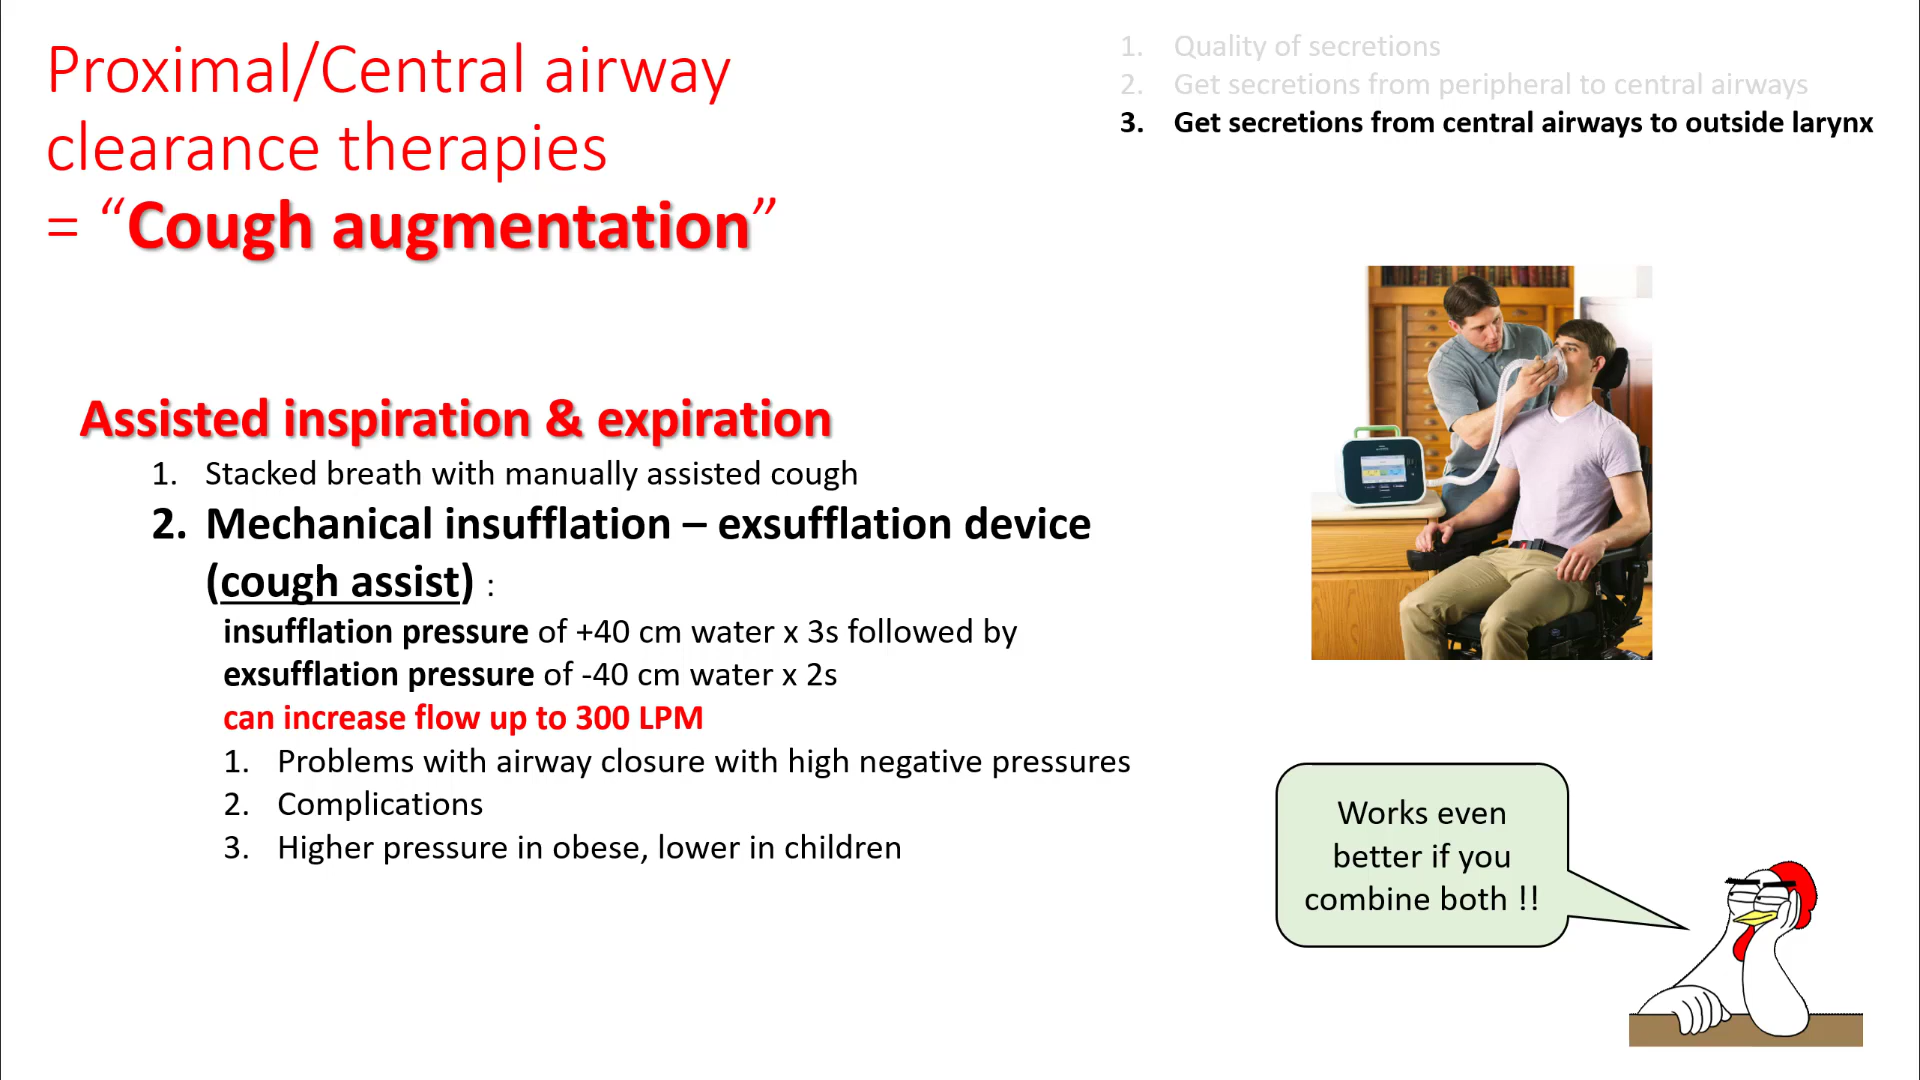 Proximal/Central airway
clearance therapies
= “Cough augmentation”
1. Quality of secretions
2. Get secretions from peripheral to central airways
3. Get secretions from central airways to outside larynx
Assisted inspiration & expiration
1. Stacked breath with manually assisted cough
2. Mechanical insufflation – exsufflation device
(cough assist) :
insufflation pressure of +40 cm water x 3s followed by
exsufflation pressure of -40 cm water x 2s
can increase flow up to 300 LPM
1. Problems with airway closure with high negative pressures
2. Complications
3. Higher pressure in obese, lower in children
Works even
better if you
combine both !!